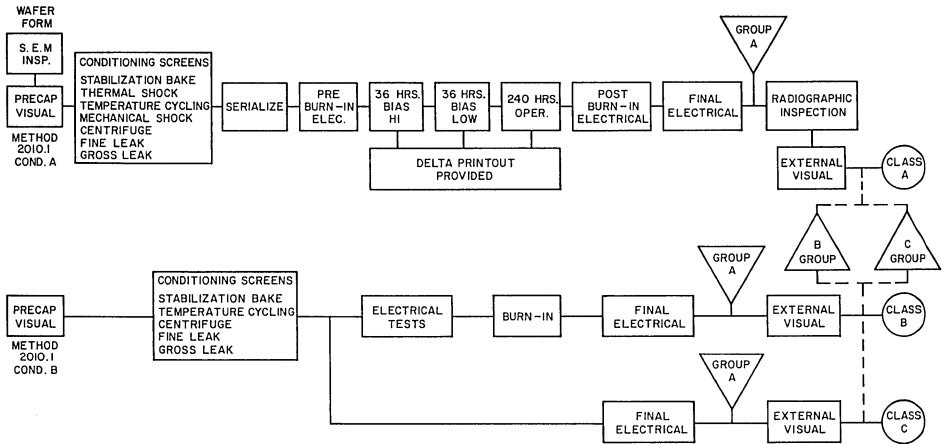 WAFER
FORM
S.E.M
INSP.
PRECAP
VISUAL
METHOD
2010.1
COND. A
CONDITIONING SCREENS
STABILIZATION BAKE
THERMAL SHOCK
TEMPERATURE CYCLING
MECHANICAL SHOCK
CENTRIFUGE
FINE LEAK
GROSS LEAK
SERIALIZE
PRE
BURN-IN
ELEC.
36 HRS.
BIAS
HI
36 HRS.
BIAS
LOW
240 HRS.
OPER.
DELTA PRINTOUT
PROVIDED
POST
BURN-IN
ELECTRICAL
FINAL
ELECTRICAL
GROUP
A
RADIOGRAPHIC
INSPECTION
EXTERNAL
VISUAL
CLASS
A
B
GROUP
C
GROUP
PRECAP
VISUAL
METHOD
2010.1
COND. B
CONDITIONING SCREENS
STABILIZATION BAKE
TEMPERATURE CYCLING
CENTRIFUGE
FINE LEAK
GROSS LEAK
ELECTRICAL
TESTS
BURN-IN
FINAL
ELECTRICAL
GROUP
A
EXTERNAL
VISUAL
CLASS
B
FINAL
ELECTRICAL
GROUP
A
EXTERNAL
VISUAL
CLASS
C